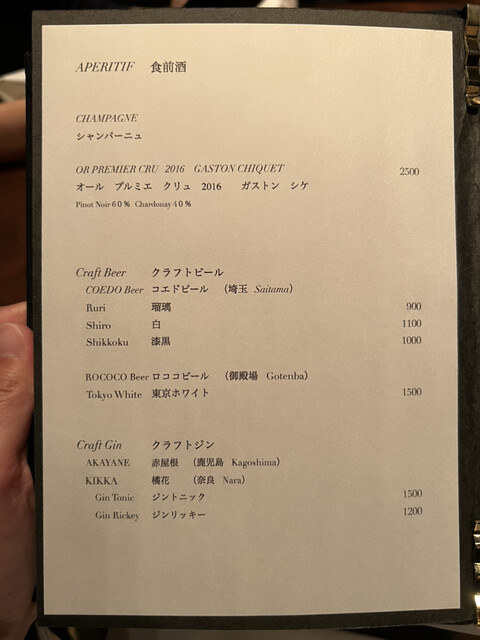 APERITIF 食前酒
CHAMPAGNE
シャンパーニュ
OR PREMIER CRU 2016 GASTON CHIQUET 2500
オール プルミエ クリュ 2016 ガストン シケ
Pinot Noir 60% Chardonay 40%
Craft Beer クラフトビール
COEDO Beer コエドビール (埼玉 Saitama)
Ruri 瑠璃 900
Shiro 白 1100
Shikkoku 漆黒 1000
ROCOCO Beer ロココビール (御殿場 Gotenba)
Tokyo White 東京ホワイト 1500
Craft Gin クラフトジン
AKAYANE 赤屋根 (鹿児島 Kagoshima)
KIKKA 橘花 (奈良 Nara)
Gin Tonic ジントニック 1500
Gin Rickey ジンリッキー 1200